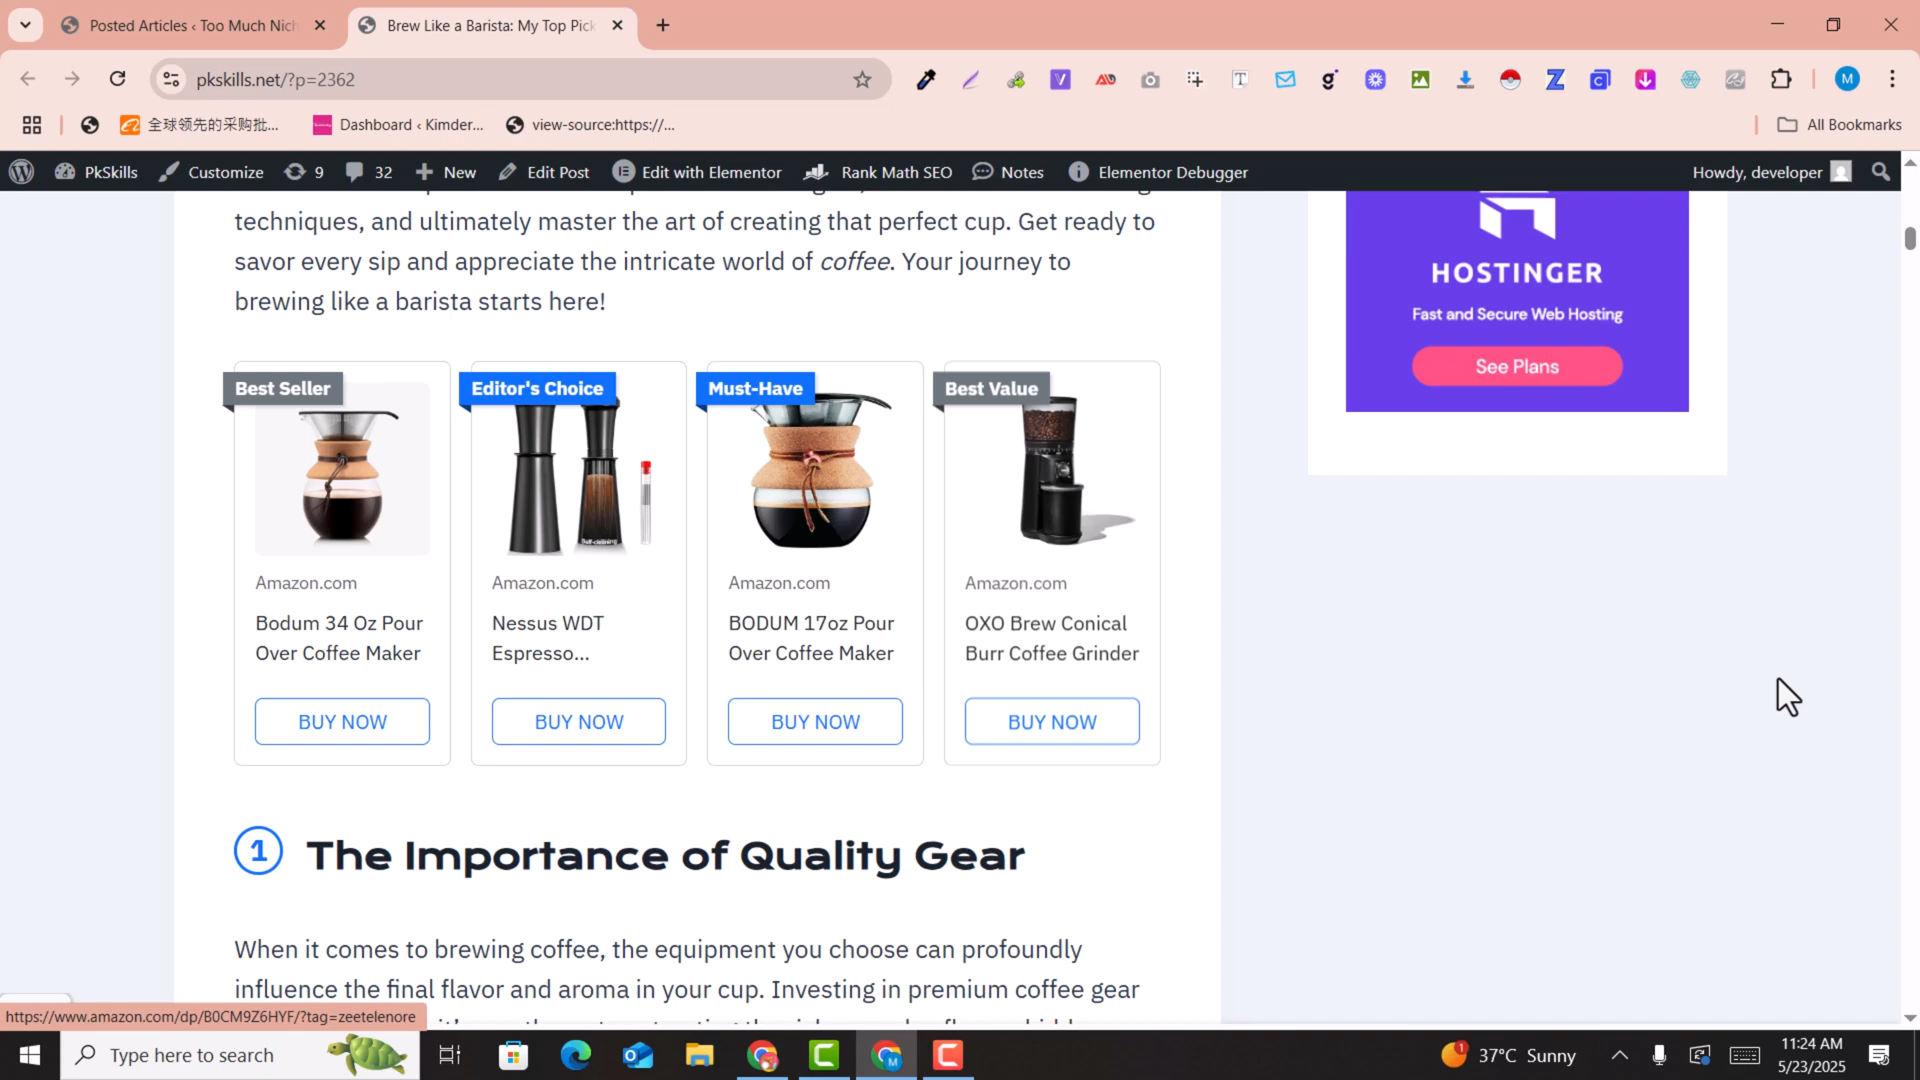 Posted Articles ‹ Too Much Nich
Brew Like a Barista: My Top Pick
pkskills.net/?p=2362
全球领先的采购批...
Dashboard ‹ Kimder...
view-source:https://...
All Bookmarks
PkSkills
Customize
9
32
New
Edit Post
Edit with Elementor
Rank Math SEO
Notes
Elementor Debugger
Howdy, developer
techniques, and ultimately master the art of creating that perfect cup. Get ready to
savor every sip and appreciate the intricate world of coffee. Your journey to
brewing like a barista starts here!
HOSTINGER
Fast and Secure Web Hosting
See Plans
Best Seller
Editor's Choice
Must-Have
Best Value
Amazon.com
Amazon.com
Amazon.com
Amazon.com
Bodum 34 Oz Pour
Over Coffee Maker
Nessus WDT
Espresso...
BODUM 17oz Pour
Over Coffee Maker
OXO Brew Conical
Burr Coffee Grinder
BUY NOW
BUY NOW
BUY NOW
BUY NOW
1
The Importance of Quality Gear
When it comes to brewing coffee, the equipment you choose can profoundly
influence the final flavor and aroma in your cup. Investing in premium coffee gear
https://www.amazon.com/dp/B0CM9Z6HYF/?tag=zeetelenore
Type here to search
1
37°C Sunny
11:24 AM
5/23/2025